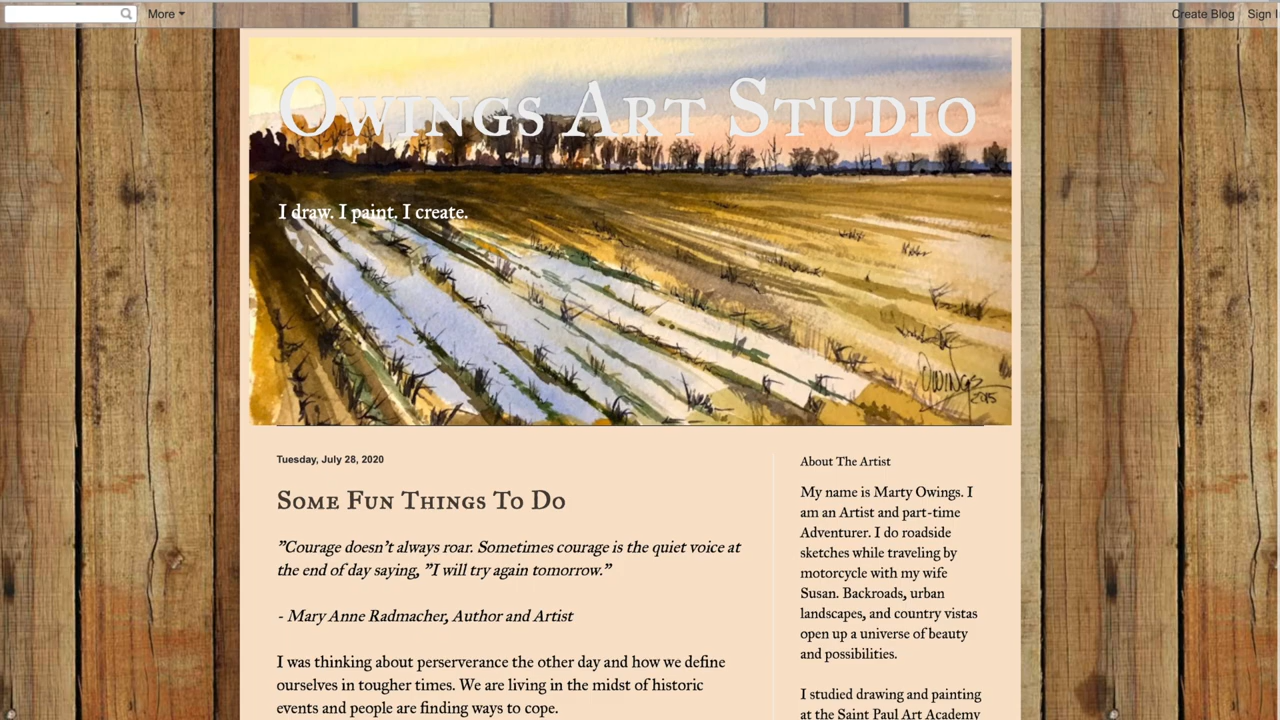 More
Create Blog Sign I
Owings Art Studio
I draw. I paint. I create.
Owings
2015
Tuesday, July 28, 2020
Some Fun Things To Do
"Courage doesn't always roar. Sometimes courage is the quiet voice at
the end of day saying, "I will try again tomorrow."
- Mary Anne Radmacher, Author and Artist
I was thinking about perserverance the other day and how we define
ourselves in tougher times. We are living in the midst of historic
events and people are finding ways to cope.
About The Artist
My name is Marty Owings. I
am an Artist and part-time
Adventurer. I do roadside
sketches while traveling by
motorcycle with my wife
Susan. Backroads, urban
landscapes, and country vistas
open up a universe of beauty
and possibilities.
I studied drawing and painting
at the Saint Paul Art Academy